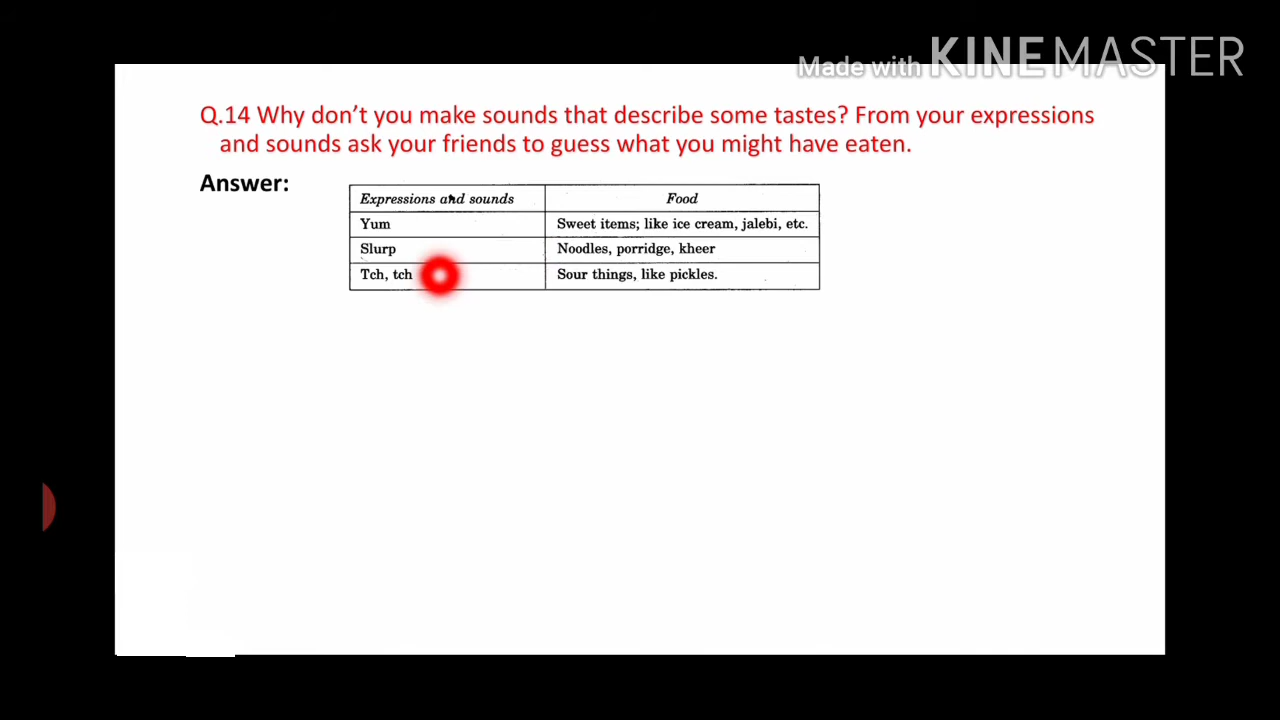 Made with KINEMASTER
Q.14 Why don’t you make sounds that describe some tastes? From your expressions
and sounds ask your friends to guess what you might have eaten.
Answer:
Expressions and sounds Food
Yum Sweet items; like ice cream, jalebi, etc.
Slurp Noodles, porridge, kheer
Tch, tch Sour things, like pickles.